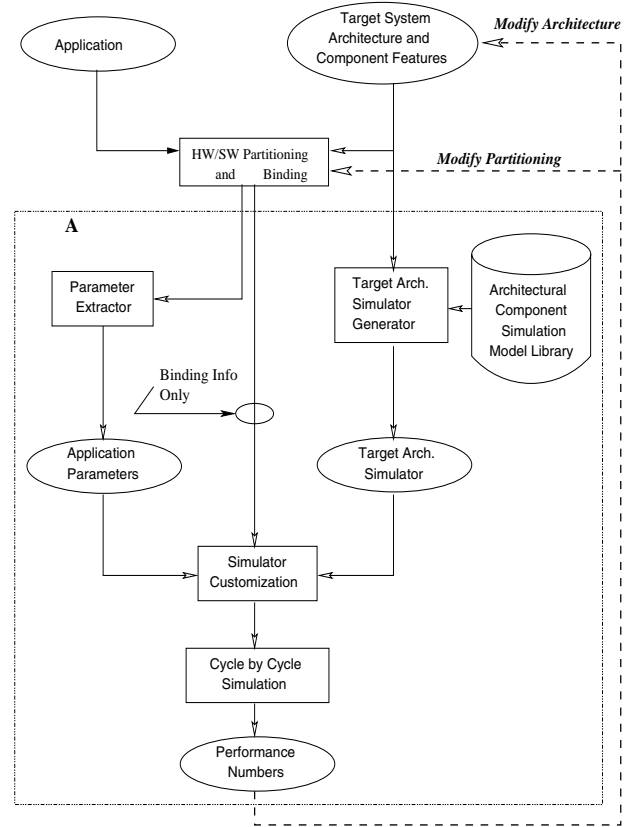 Application
Target System
Architecture and
Component Features
Modify Architecture
HW/SW Partitioning
and Binding
Modify Partitioning
A
Parameter
Extractor
Target Arch.
Simulator
Generator
Architectural
Component
Simulation
Model Library
Binding Info
Only
Application
Parameters
Target Arch.
Simulator
Simulator
Customization
Cycle by Cycle
Simulation
Performance
Numbers